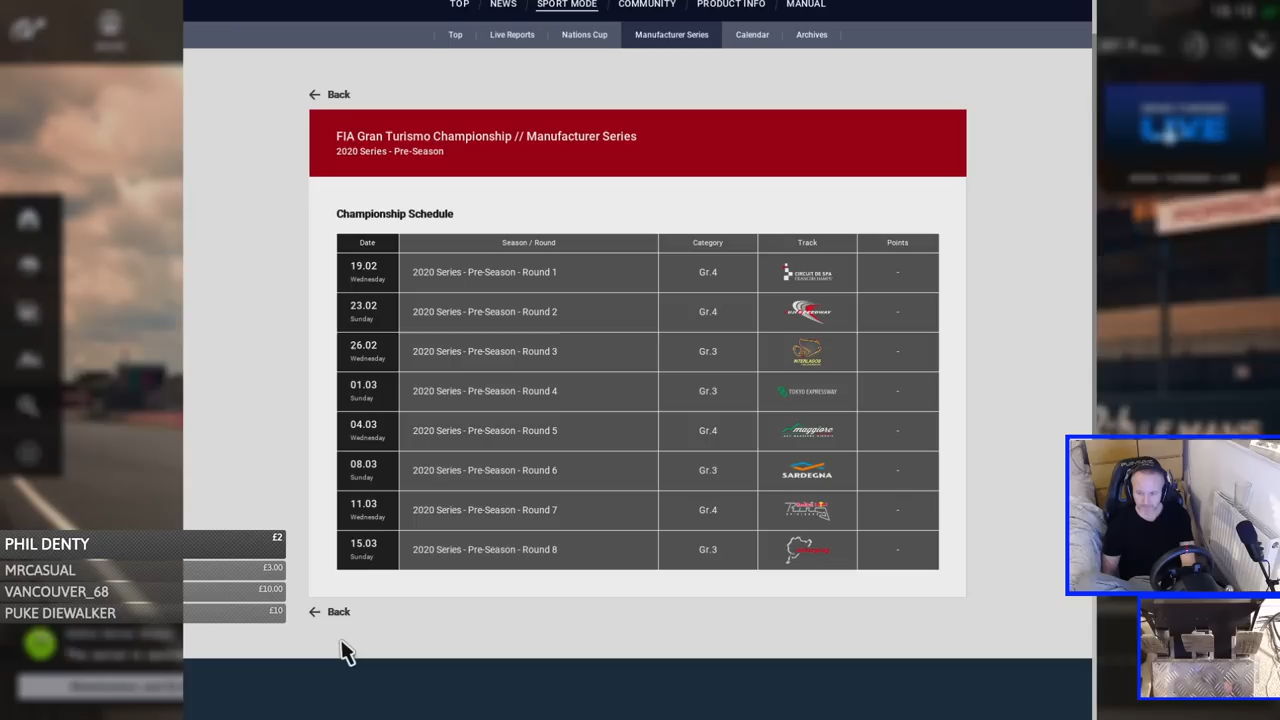 TOP NEWS SPORT MODE COMMUNITY PRODUCT INFO MANUAL
Top Live Reports Nations Cup Manufacturer Series Calendar Archives
← Back
FIA Gran Turismo Championship // Manufacturer Series
2020 Series - Pre-Season
Championship Schedule
Date Season / Round Category Track Points
19.02 Wednesday 2020 Series - Pre-Season - Round 1 Gr.4 CIRCUIT DE SPA FRANCORCHAMPS -
23.02 Sunday 2020 Series - Pre-Season - Round 2 Gr.4 -
26.02 Wednesday 2020 Series - Pre-Season - Round 3 Gr.3 INTERLAGOS -
01.03 Sunday 2020 Series - Pre-Season - Round 4 Gr.3 TOKYO EXPRESSWAY -
04.03 Wednesday 2020 Series - Pre-Season - Round 5 Gr.4 maggiore -
08.03 Sunday 2020 Series - Pre-Season - Round 6 Gr.3 SARDEGNA -
11.03 Wednesday 2020 Series - Pre-Season - Round 7 Gr.4 -
15.03 Sunday 2020 Series - Pre-Season - Round 8 Gr.3 -
← Back
PHIL DENTY £2
MRCASUAL £3.00
VANCOUVER_68 £10.00
PUKE DIEWALKER £10
LIVE